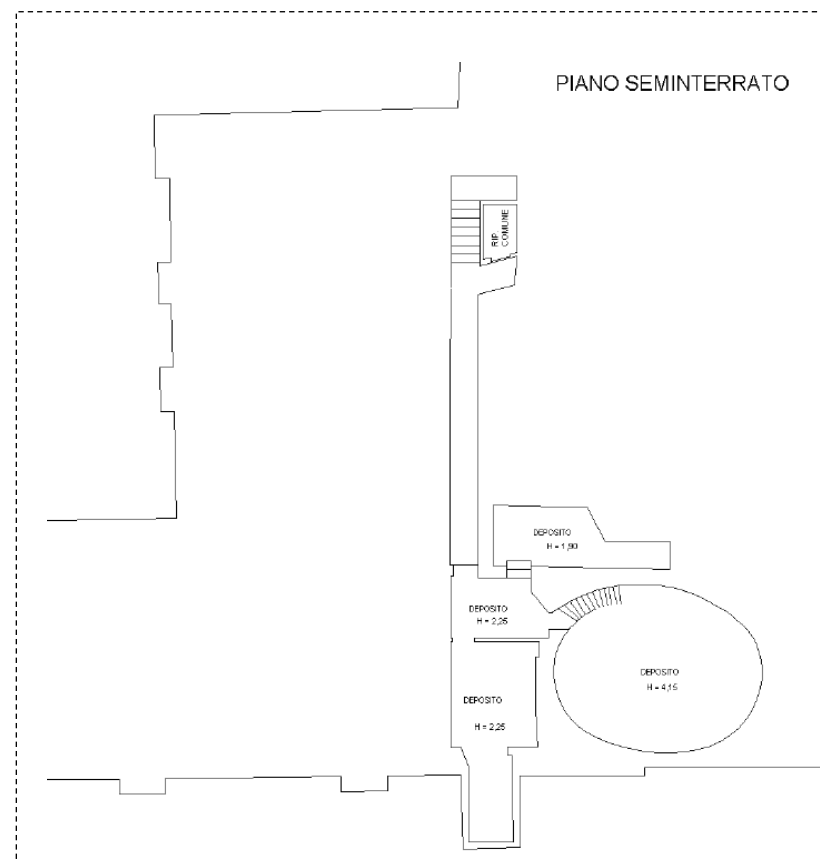 PIANO SEMINTERRATO
RIP.
COMUNE
DEPOSITO
H = 1,90
DEPOSITO
H = 2,25
DEPOSITO
H = 4,15
DEPOSITO
H = 2,25